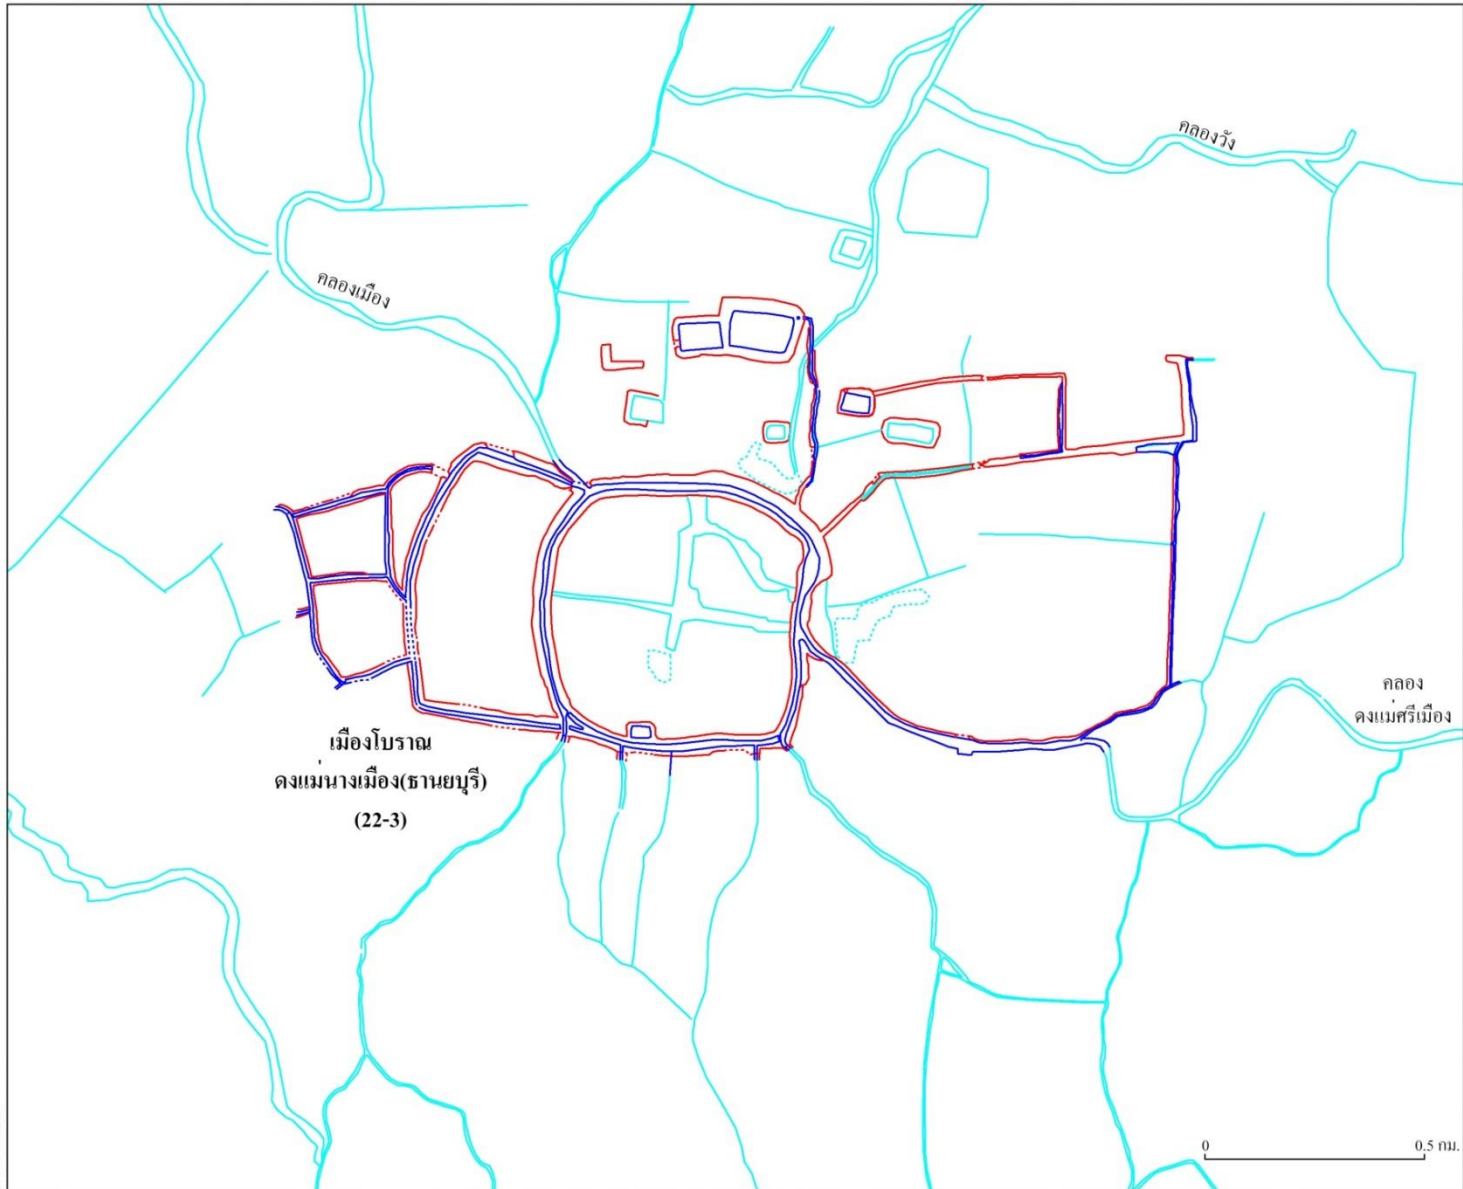 คลองวัง
คลองเมือง
คลอง
ดงแม่ศรีเมือง
เมืองโบราณ
ดงแม่นางเมือง(ธานยบุรี)
(22-3)
0 0.5 กม.